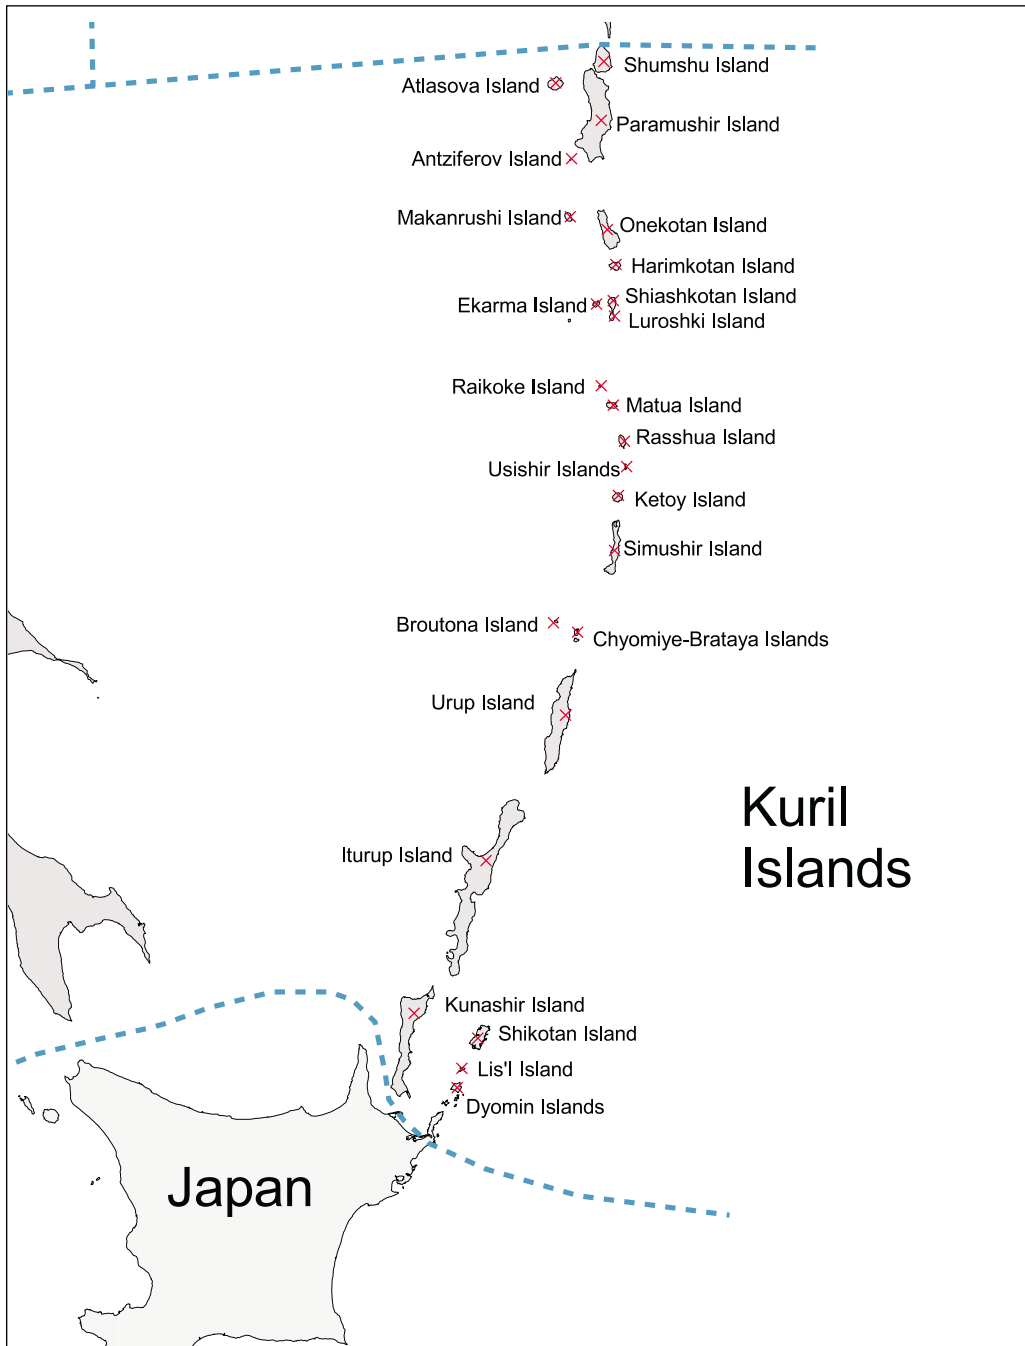 Shumshu Island
Atlasova Island
Paramushir Island
Antziferov Island
Makanrushi Island
Onekotan Island
Harimkotan Island
Shiashkotan Island
Ekarma Island
Luroshki Island
Raikoke Island
Matua Island
Rasshua Island
Usishir Islands
Ketoy Island
Simushir Island
Broutona Island
Chyomiye-Brataya Islands
Urup Island
Kuril
Islands
Iturup Island
Kunashir Island
Shikotan Island
Lis'I Island
Dyomin Islands
Japan